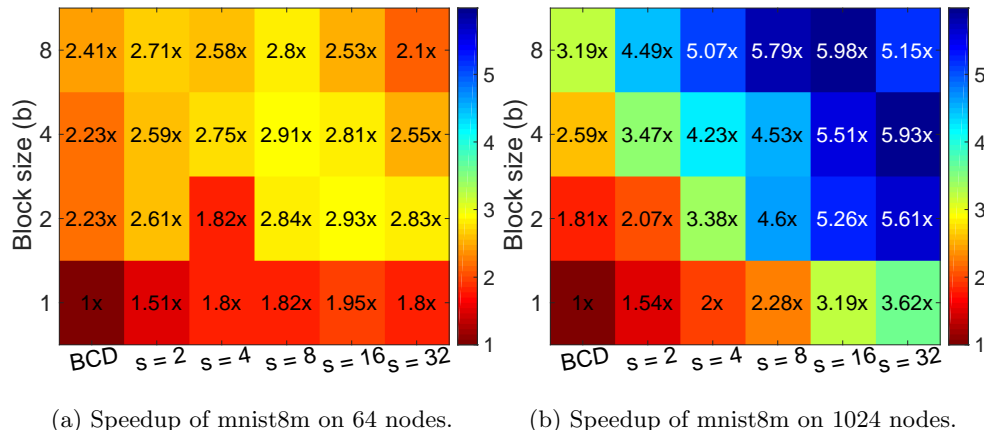 8 2.41x 2.71x 2.58x 2.8x 2.53x 2.1x
4 2.23x 2.59x 2.75x 2.91x 2.81x 2.55x
2 2.23x 2.61x 1.82x 2.84x 2.93x 2.83x
1 1x 1.51x 1.8x 1.82x 1.95x 1.8x
Block size (b)
BCD s = 2 s = 4 s = 8 s = 16 s = 32
5
4
3
2
1
(a) Speedup of mnist8m on 64 nodes.
8 3.19x 4.49x 5.07x 5.79x 5.98x 5.15x
4 2.59x 3.47x 4.23x 4.53x 5.51x 5.93x
2 1.81x 2.07x 3.38x 4.6x 5.26x 5.61x
1 1x 1.54x 2x 2.28x 3.19x 3.62x
Block size (b)
BCD s = 2 s = 4 s = 8 s = 16 s = 32
5
4
3
2
1
(b) Speedup of mnist8m on 1024 nodes.